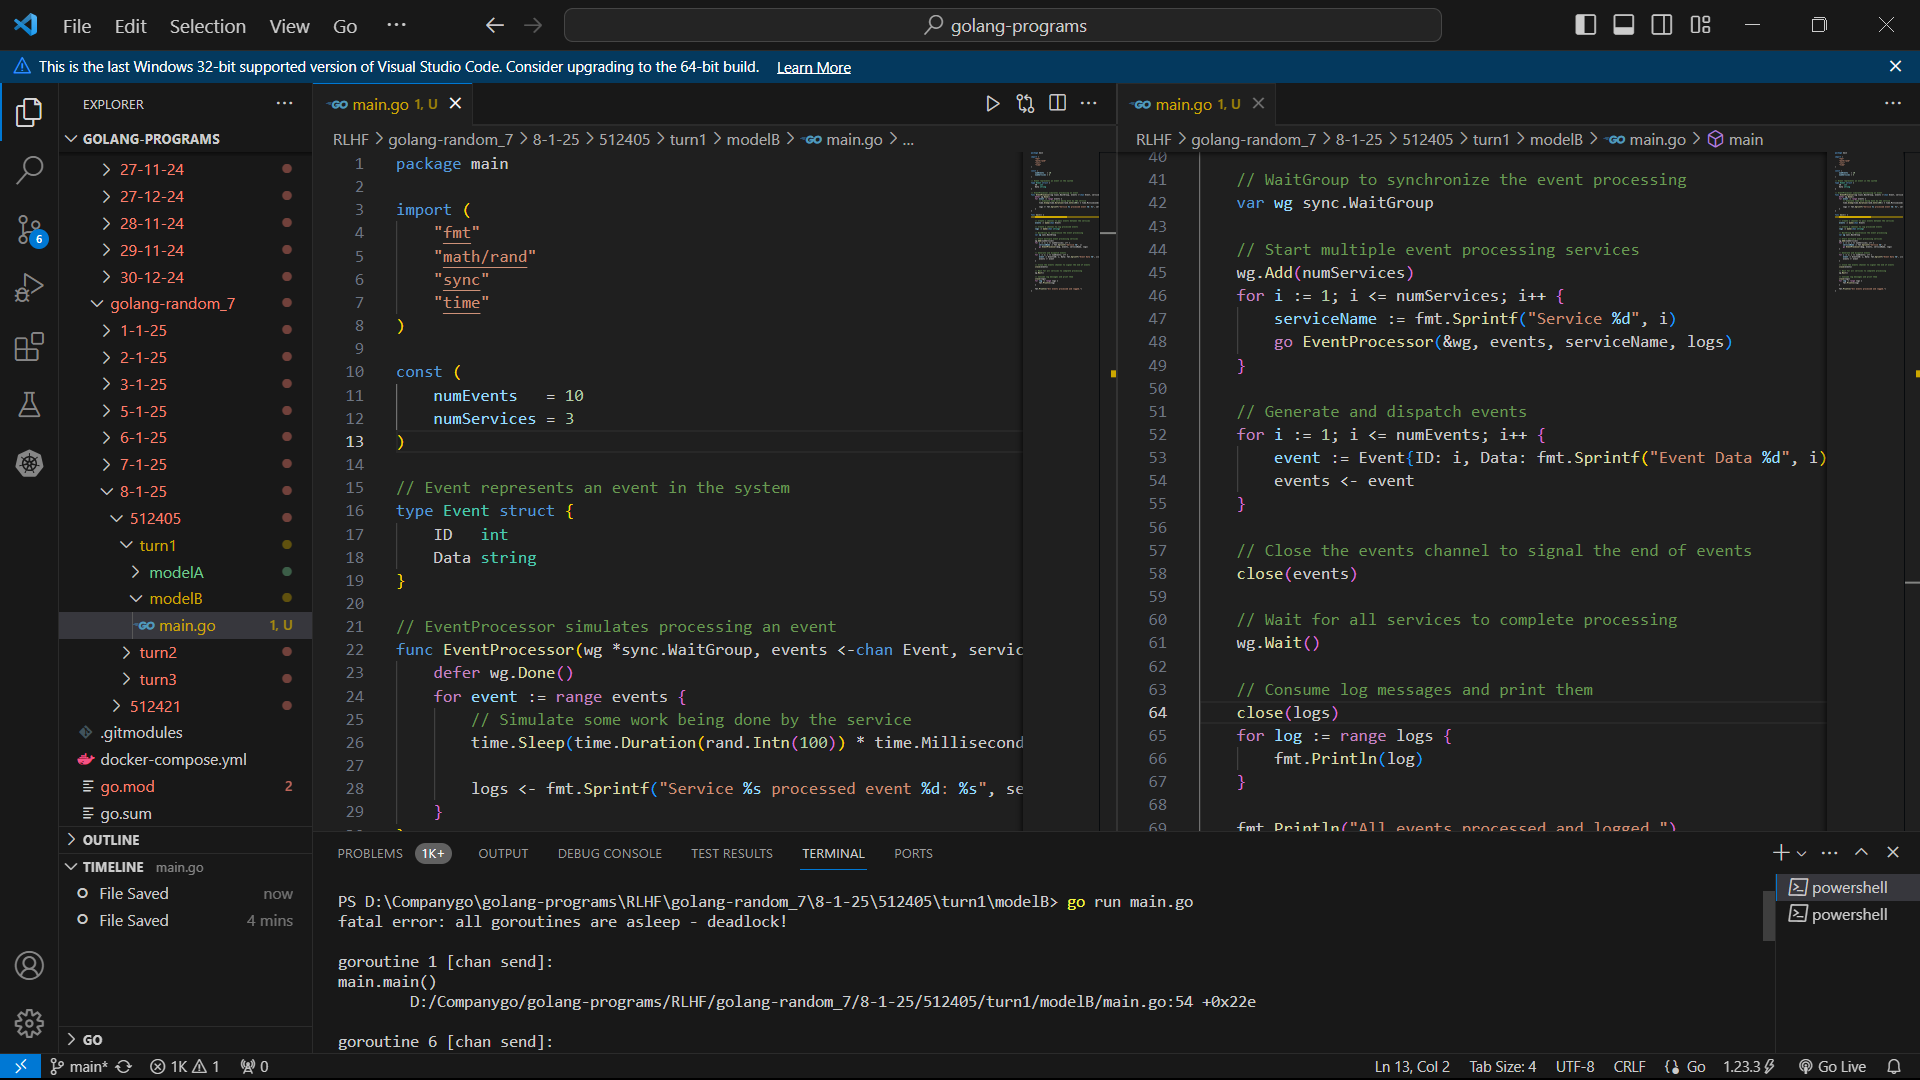 File Edit Selection View Go ··· golang-programs
This is the last Windows 32-bit supported version of Visual Studio Code. Consider upgrading to the 64-bit build. Learn More
EXPLORER
GOLANG-PROGRAMS
27-11-24
27-12-24
28-11-24
29-11-24
30-12-24
golang-random_7
1-1-25
2-1-25
3-1-25
5-1-25
6-1-25
7-1-25
8-1-25
512405
turn1
modelA
modelB
main.go 1, U
turn2
turn3
512421
.gitmodules
docker-compose.yml
go.mod 2
go.sum
OUTLINE
TIMELINE main.go
File Saved now
File Saved 4 mins
GO
6
main.go 1, U
RLHF > golang-random_7 > 8-1-25 > 512405 > turn1 > modelB > main.go > ...
1 package main
2
3 import (
4 "fmt"
5 "math/rand"
6 "sync"
7 "time"
8 )
9
10 const (
11 numEvents = 10
12 numServices = 3
13 )
14
15 // Event represents an event in the system
16 type Event struct {
17 ID int
18 Data string
19 }
20
21 // EventProcessor simulates processing an event
22 func EventProcessor(wg *sync.WaitGroup, events <-chan Event, servic
23 defer wg.Done()
24 for event := range events {
25 // Simulate some work being done by the service
26 time.Sleep(time.Duration(rand.Intn(100)) * time.Millisecond
27
28 logs <- fmt.Sprintf("Service %s processed event %d: %s", se
29 }
main.go 1, U
RLHF > golang-random_7 > 8-1-25 > 512405 > turn1 > modelB > main.go > main
40
41 // WaitGroup to synchronize the event processing
42 var wg sync.WaitGroup
43
44 // Start multiple event processing services
45 wg.Add(numServices)
46 for i := 1; i <= numServices; i++ {
47 serviceName := fmt.Sprintf("Service %d", i)
48 go EventProcessor(&wg, events, serviceName, logs)
49 }
50
51 // Generate and dispatch events
52 for i := 1; i <= numEvents; i++ {
53 event := Event{ID: i, Data: fmt.Sprintf("Event Data %d", i)
54 events <- event
55 }
56
57 // Close the events channel to signal the end of events
58 close(events)
59
60 // Wait for all services to complete processing
61 wg.Wait()
62
63 // Consume log messages and print them
64 close(logs)
65 for log := range logs {
66 fmt.Println(log)
67 }
68
69 fmt.Println("All events processed and logged.")
PROBLEMS 1K+ OUTPUT DEBUG CONSOLE TEST RESULTS TERMINAL PORTS
PS D:\Companygo\golang-programs\RLHF\golang-random_7\8-1-25\512405\turn1\modelB> go run main.go
fatal error: all goroutines are asleep - deadlock!
goroutine 1 [chan send]:
main.main()
D:/Companygo/golang-programs/RLHF/golang-random_7/8-1-25/512405/turn1/modelB/main.go:54 +0x22e
goroutine 6 [chan send]:
powershell
powershell
main* 1K 1 0 Ln 13, Col 2 Tab Size: 4 UTF-8 CRLF Go 1.23.3 Go Live